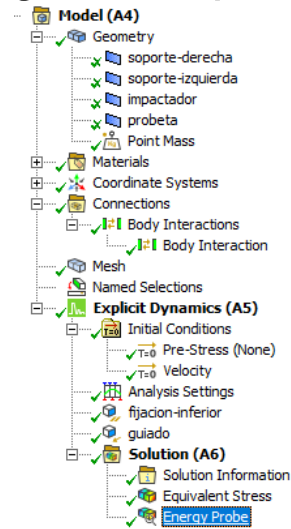 Model (A4)
Geometry
soporte-derecha
soporte-izquierda
impactador
probeta
Point Mass
Materials
Coordinate Systems
Connections
Body Interactions
Body Interaction
Mesh
Named Selections
Explicit Dynamics (A5)
Initial Conditions
T=0 Pre-Stress (None)
T=0 Velocity
Analysis Settings
fijacion-inferior
guiado
Solution (A6)
Solution Information
Equivalent Stress
Energy Probe